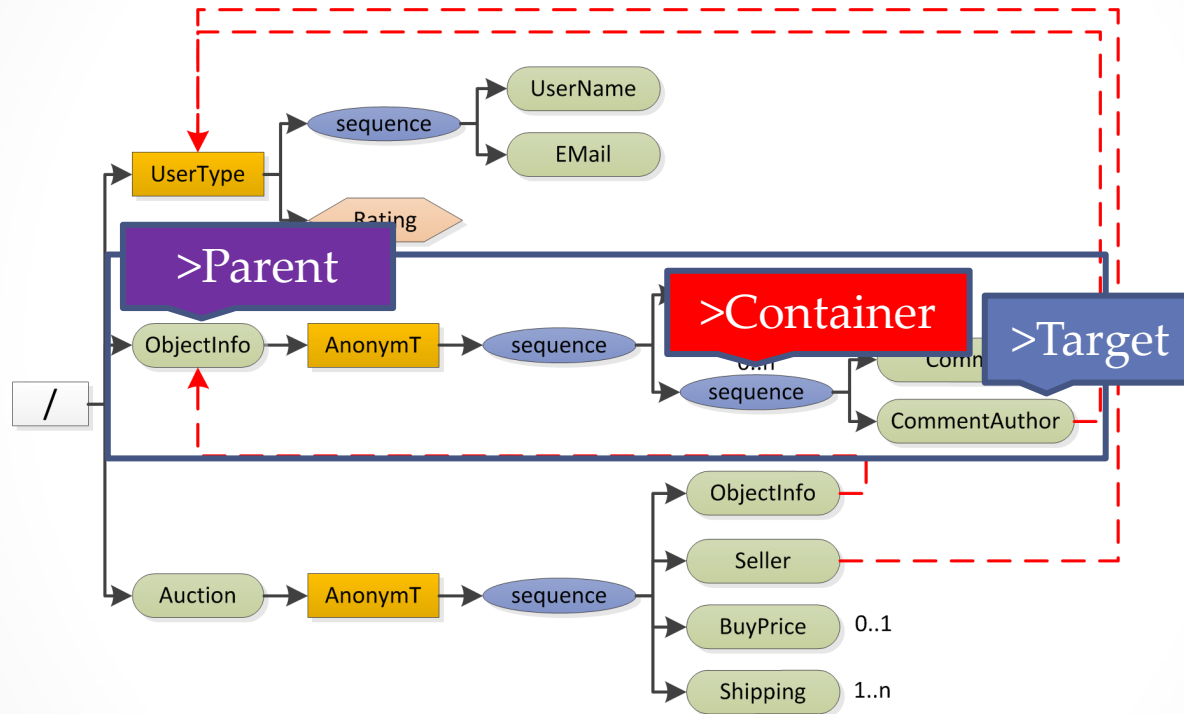 UserName
sequence
EMail
UserType
Rating
>Parent
>Container
>Target
ObjectInfo
AnonymT
sequence
0..n
sequence
/
CommentAuthor
ObjectInfo
Seller
Auction
AnonymT
sequence
BuyPrice
0..1
Shipping
1..n